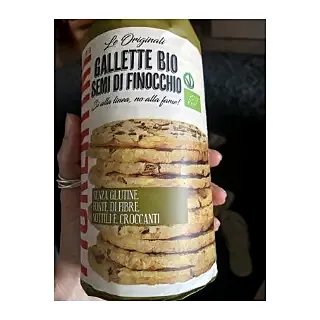 Le Originali
GALLETTE BIO
SEMI DI FINOCCHIO
Sì alla linea, no alla fame!
SENZA GLUTINE
FONTE DI FIBRE
SOTTILI E CROCCANTI